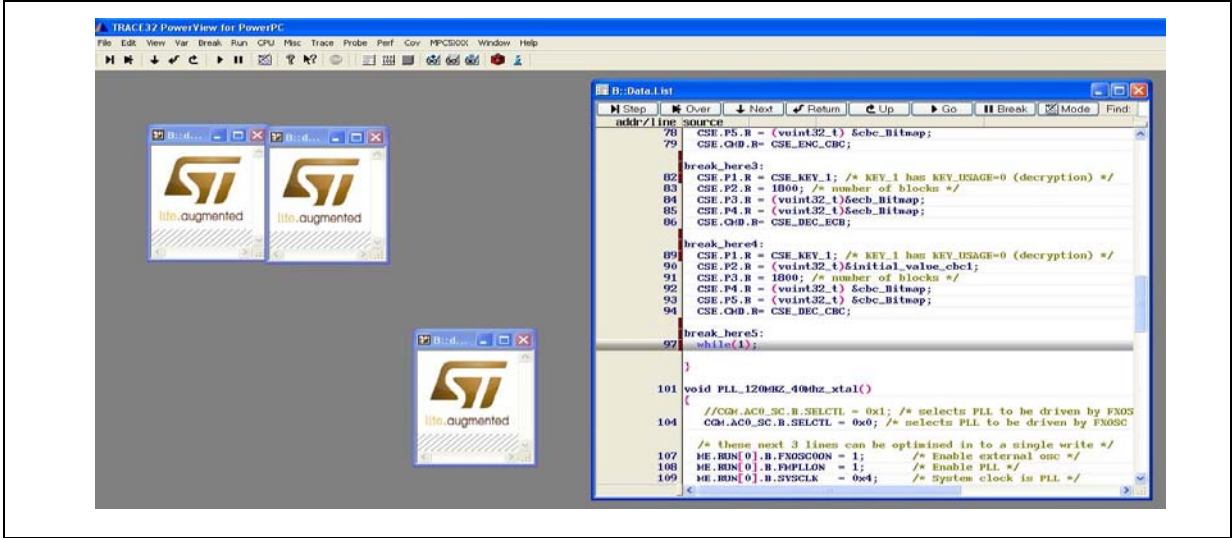 TRACE32 PowerView for PowerPC
File Edit View Var Break Run CPU Misc Trace Probe Perf Cov MPC5XXX Window Help
B::d...
B::d...
life.augmented
life.augmented
B::d...
life.augmented
B::Data.List
Step Over Next Return Up Go Break Mode Find:
addr/line source
78 CSE.P5.R = (vuint32_t) &cbc_Bitmap;
79 CSE.CMD.R= CSE_ENC_CBC;
break_here3:
82 CSE.P1.R = CSE_KEY_1; /* KEY_1 has KEY_USAGE=0 (decryption) */
83 CSE.P2.R = 1800; /* number of blocks */
84 CSE.P3.R = (vuint32_t)&ecb_Bitmap;
85 CSE.P4.R = (vuint32_t)&ecb_Bitmap;
86 CSE.CMD.R= CSE_DEC_ECB;
break_here4:
89 CSE.P1.R = CSE_KEY_1; /* KEY_1 has KEY_USAGE=0 (decryption) */
90 CSE.P2.R = (vuint32_t)&initial_value_cbc1;
91 CSE.P3.R = 1800; /* number of blocks */
92 CSE.P4.R = (vuint32_t) &cbc_Bitmap;
93 CSE.P5.R = (vuint32_t) &cbc_Bitmap;
94 CSE.CMD.R= CSE_DEC_CBC;
break_here5:
97 while(1);
}
101 void PLL_120MHZ_40Mhz_xtal()
{
//CGM.AC0_SC.B.SELCTL = 0x1; /* selects PLL to be driven by FXOS
104 CGM.AC0_SC.B.SELCTL = 0x0; /* selects PLL to be driven by FXOSC
/* these next 3 lines can be optimised in to a single write */
107 ME.RUN[0].B.FXOSC0ON = 1; /* Enable external osc */
108 ME.RUN[0].B.FMPLLON = 1; /* Enable PLL */
109 ME.RUN[0].B.SYSCLK = 0x4; /* System clock is PLL */